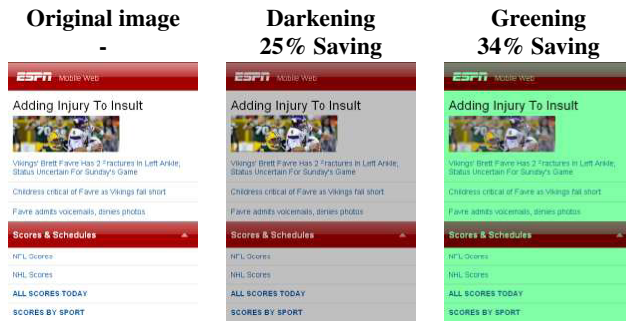 Original image
-
ESPN Mobile Web
Adding Injury To Insult
Vikings' Brett Favre Has 2 Fractures in Left Ankle,
Status Uncertain For Sunday's Game
Childress critical of Favre as Vikings fall short
Favre admits voicemails, denies photos
Scores & Schedules
NFL Scores
NHL Scores
ALL SCORES TODAY
SCORES BY SPORT
Darkening
25% Saving
ESPN Mobile Web
Adding Injury To Insult
Vikings' Brett Favre Has 2 Fractures in Left Ankle,
Status Uncertain For Sunday's Game
Childress critical of Favre as Vikings fall short
Favre admits voicemails, denies photos
Scores & Schedules
NFL Scores
NHL Scores
ALL SCORES TODAY
SCORES BY SPORT
Greening
34% Saving
ESPN Mobile Web
Adding Injury To Insult
Vikings' Brett Favre Has 2 Fractures in Left Ankle,
Status Uncertain For Sunday's Game
Childress critical of Favre as Vikings fall short
Favre admits voicemails, denies photos
Scores & Schedules
NFL Scores
NHL Scores
ALL SCORES TODAY
SCORES BY SPORT